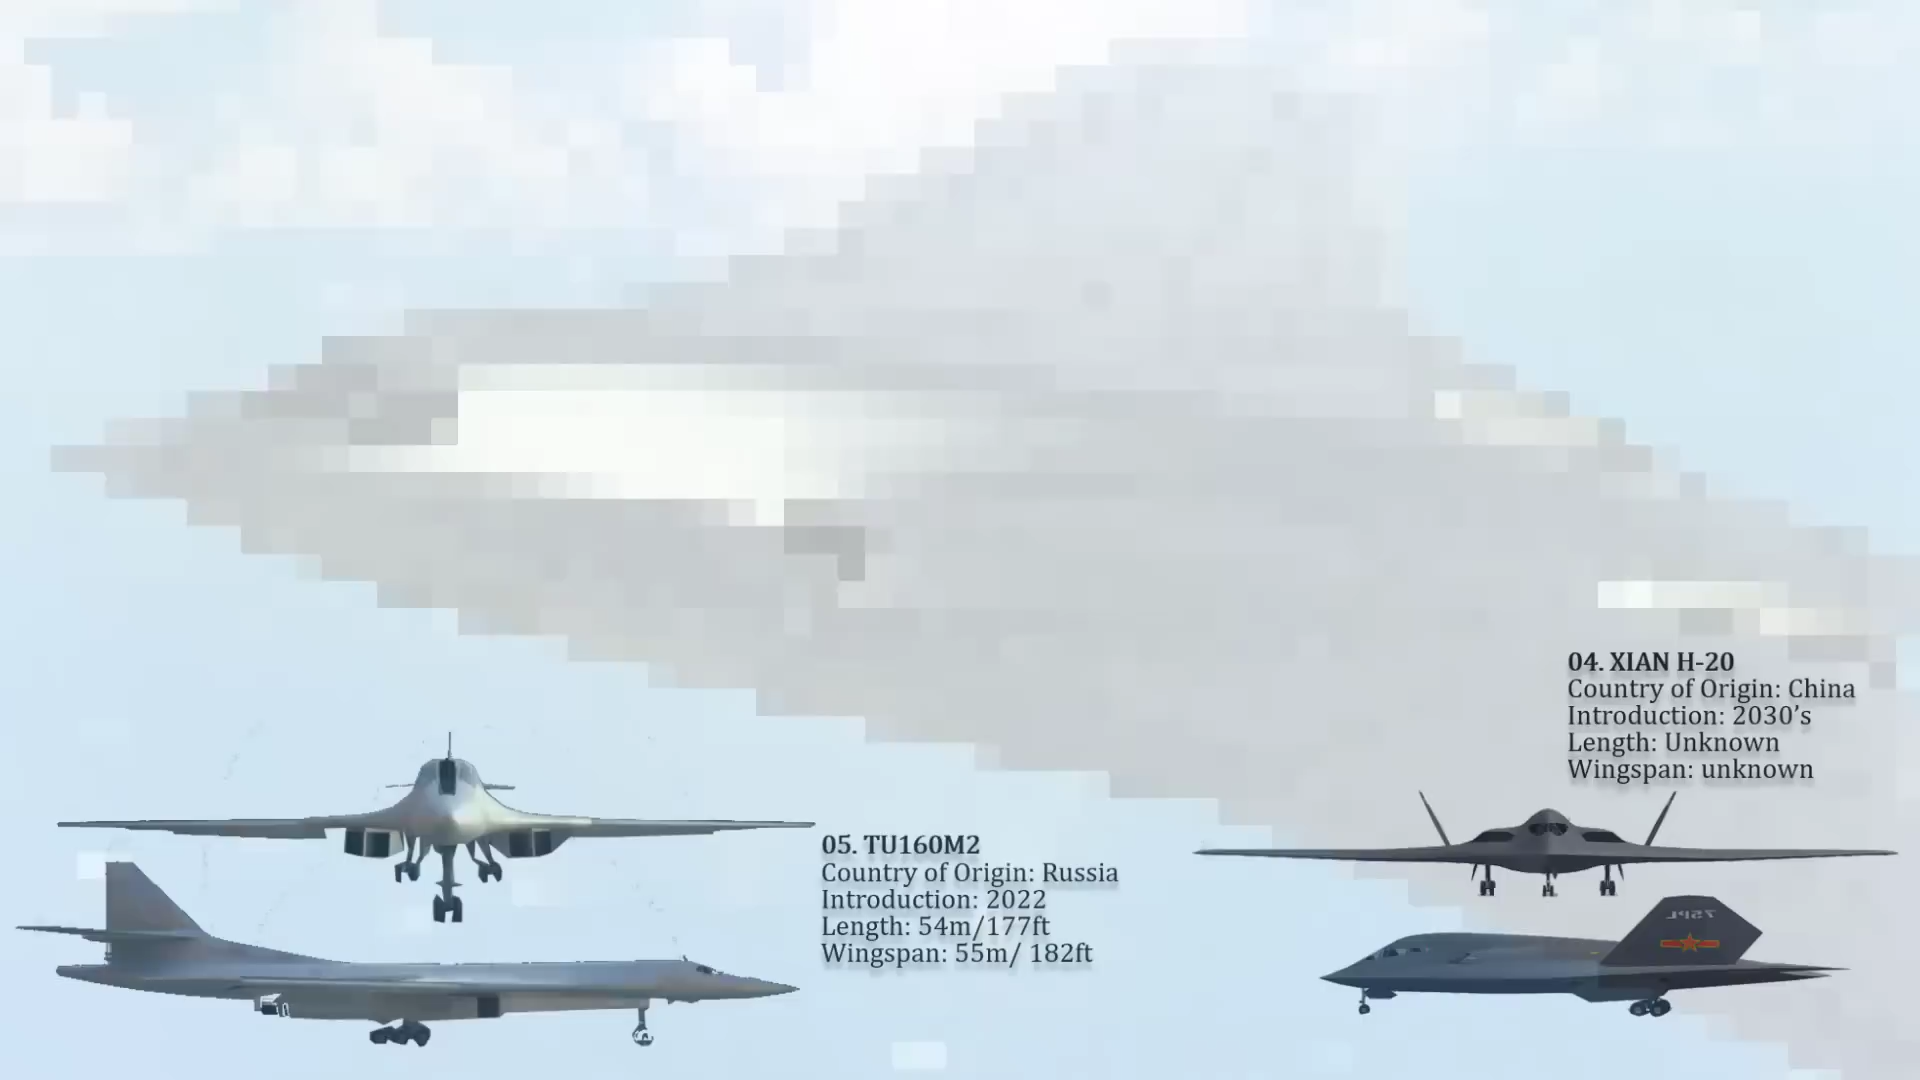 04. XIAN H-20
Country of Origin: China
Introduction: 2030’s
Length: Unknown
Wingspan: unknown
05. TU160M2
Country of Origin: Russia
Introduction: 2022
Length: 54m/177ft
Wingspan: 55m/ 182ft
75PL